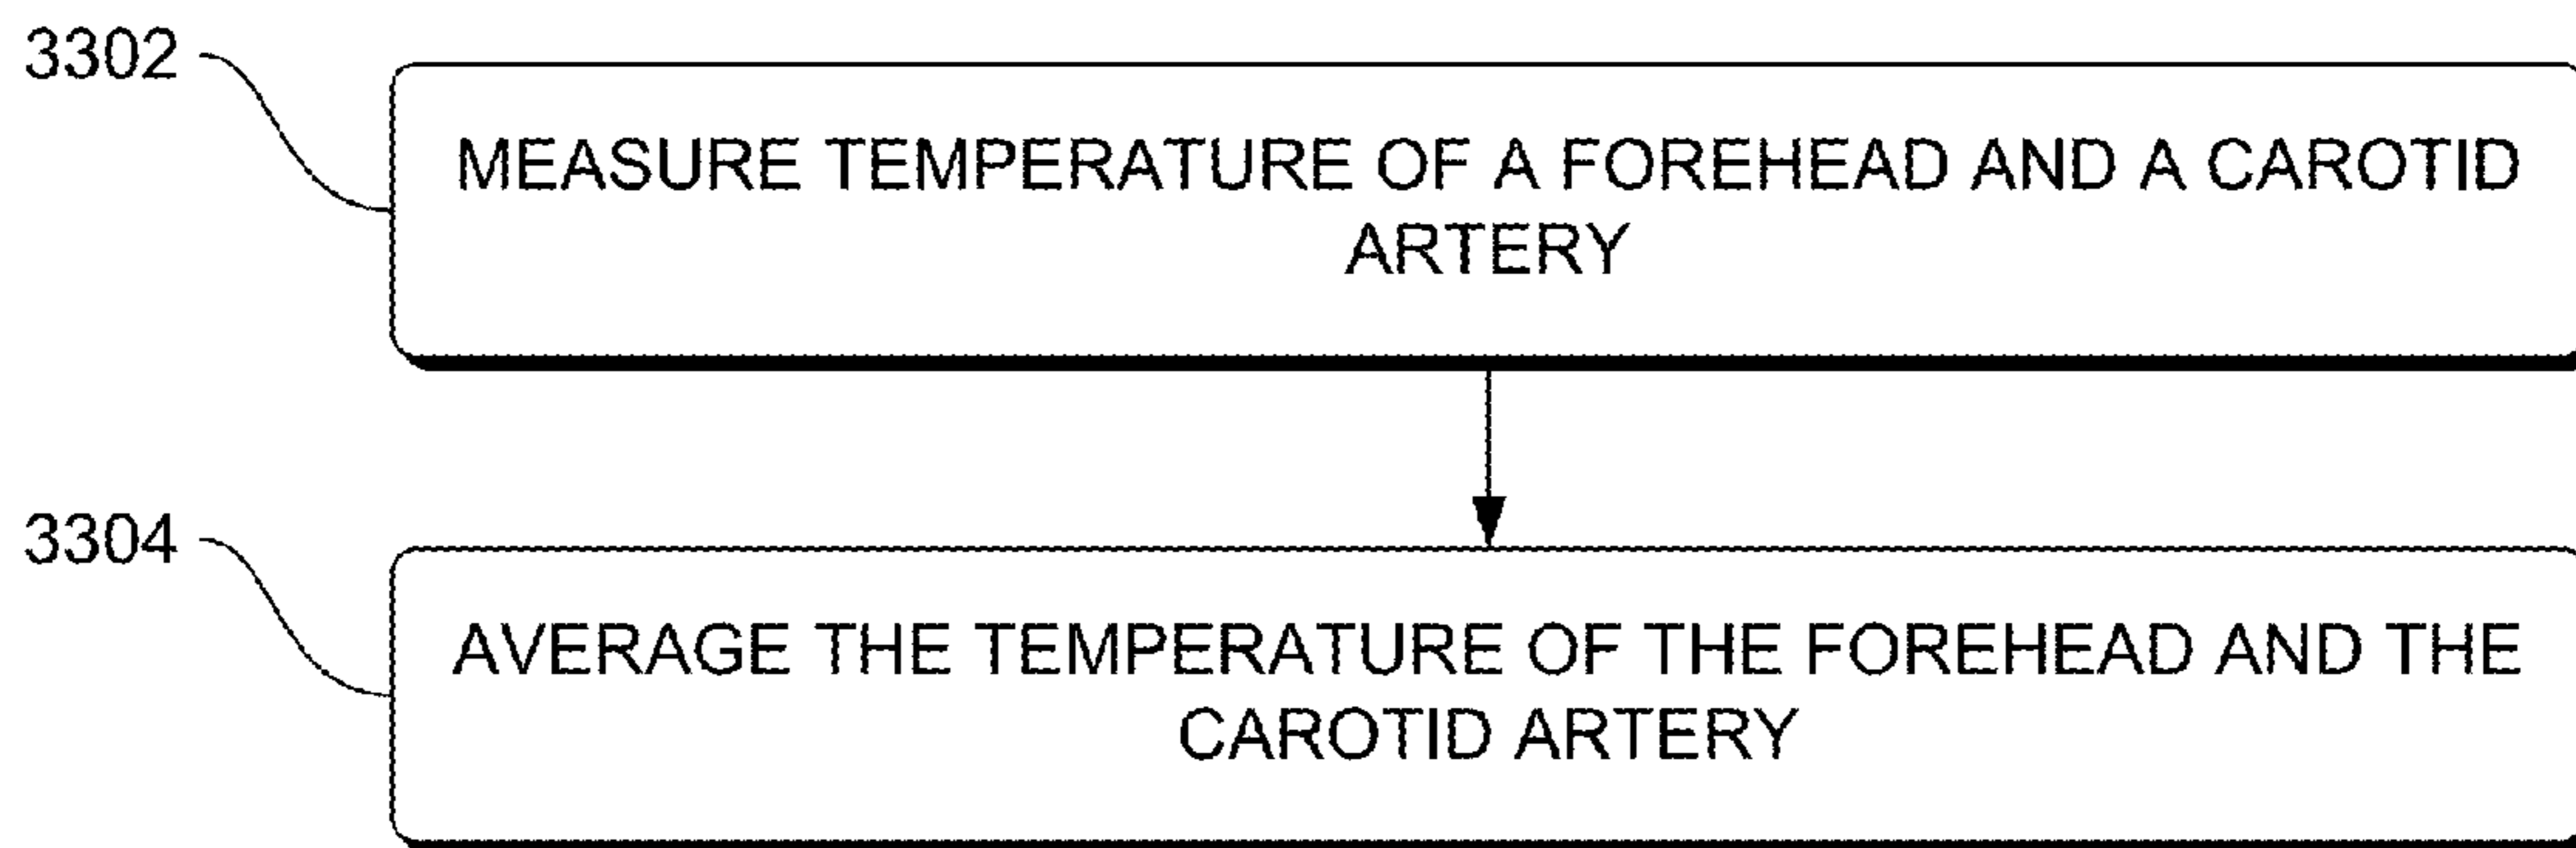 3302
MEASURE TEMPERATURE OF A FOREHEAD AND A CAROTID
ARTERY
3304
AVERAGE THE TEMPERATURE OF THE FOREHEAD AND THE
CAROTID ARTERY